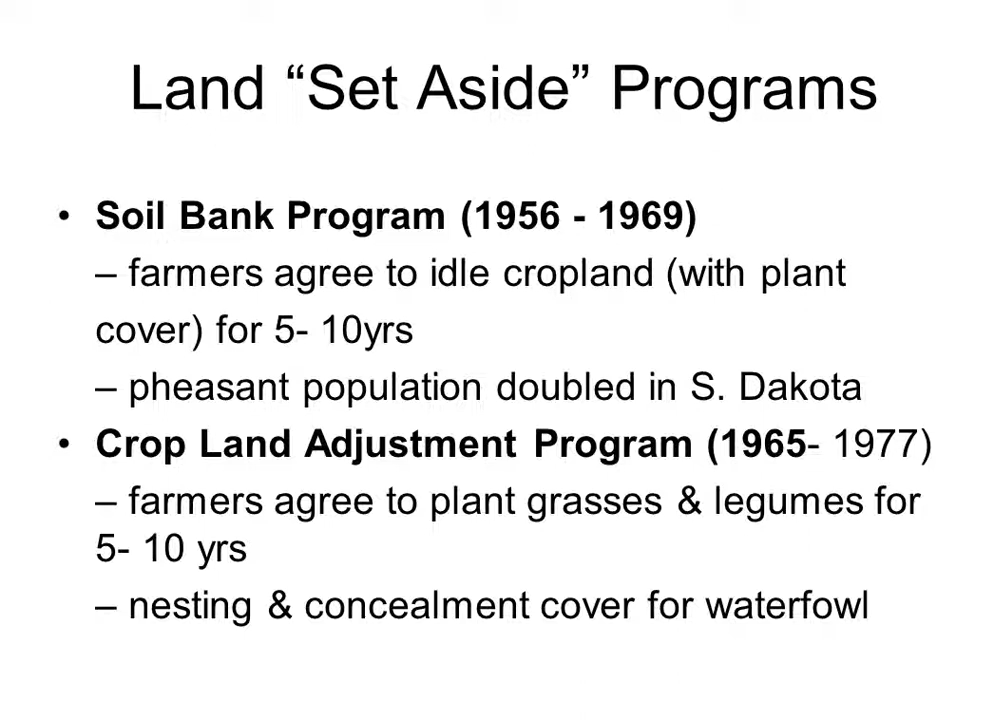 Land “Set Aside” Programs
• Soil Bank Program (1956 - 1969)
– farmers agree to idle cropland (with plant
cover) for 5- 10yrs
– pheasant population doubled in S. Dakota
• Crop Land Adjustment Program (1965- 1977)
– farmers agree to plant grasses & legumes for
5- 10 yrs
– nesting & concealment cover for waterfowl